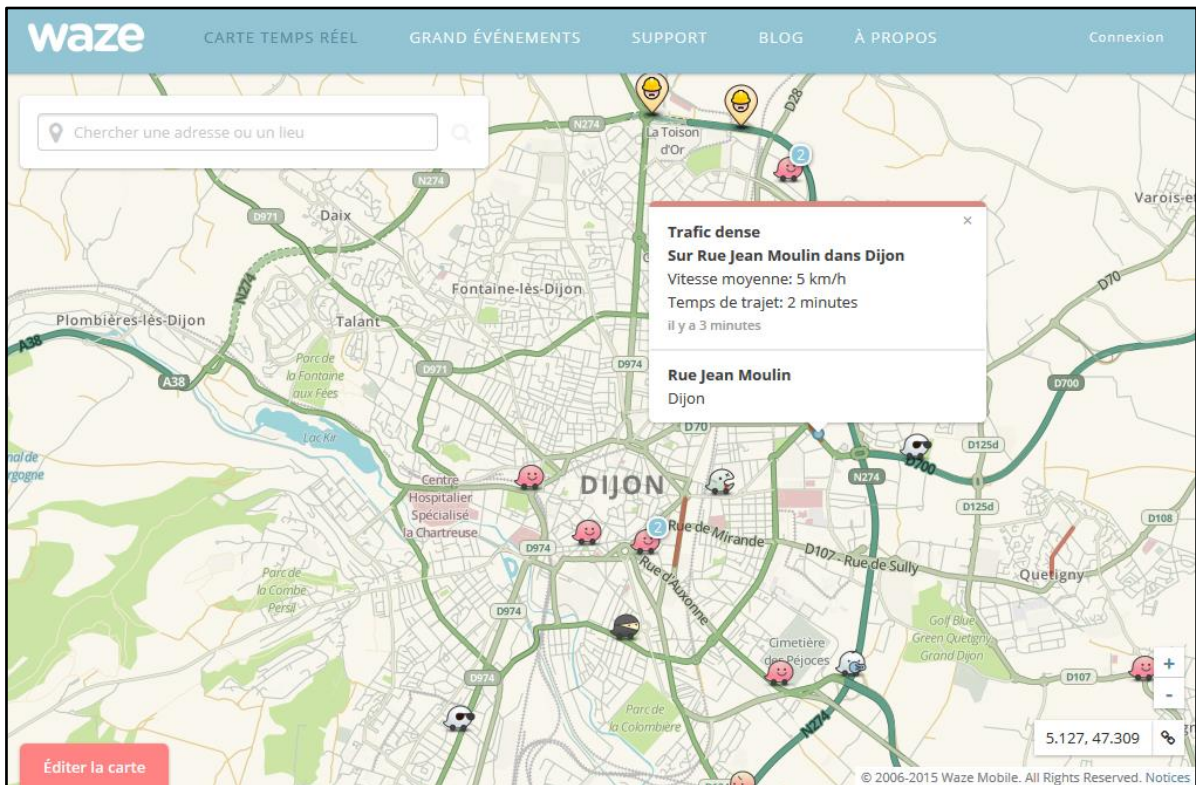 waze
CARTE TEMPS RÉEL
GRAND ÉVÉNEMENTS
SUPPORT
BLOG
À PROPOS
Connexion
Chercher une adresse ou un lieu
N274
D28
La Toison
d'Or
2
N274
Varois-et
D971
Daix
Trafic dense
Sur Rue Jean Moulin dans Dijon
Vitesse moyenne: 5 km/h
Temps de trajet: 2 minutes
il y a 3 minutes
Rue Jean Moulin
Dijon
D70
N274
Fontaine-lès-Dijon
Plombières-lès-Dijon
Talant
A38
Parc de
la Fontaine
aux Fées
D974
D971
A38
D700
Lac Kir
D70
D125d
D700
nal de
rgogne
Centre
Hospitalier
Spécialisé
la Chartreuse
DIJON
N274
D125d
D108
2
Rue de Mirande
D974
D107 - Rue de Sully
Quetigny
Rue d'Auxonne
Parc de
la Combe
Persil
D974
Golf Blue
Green Quetigny
Grand Dijon
Cimetière
des Péjoces
D974
D107
+
-
Parc de
la Colombière
N274
5.127, 47.309
Éditer la carte
© 2006-2015 Waze Mobile. All Rights Reserved. Notices